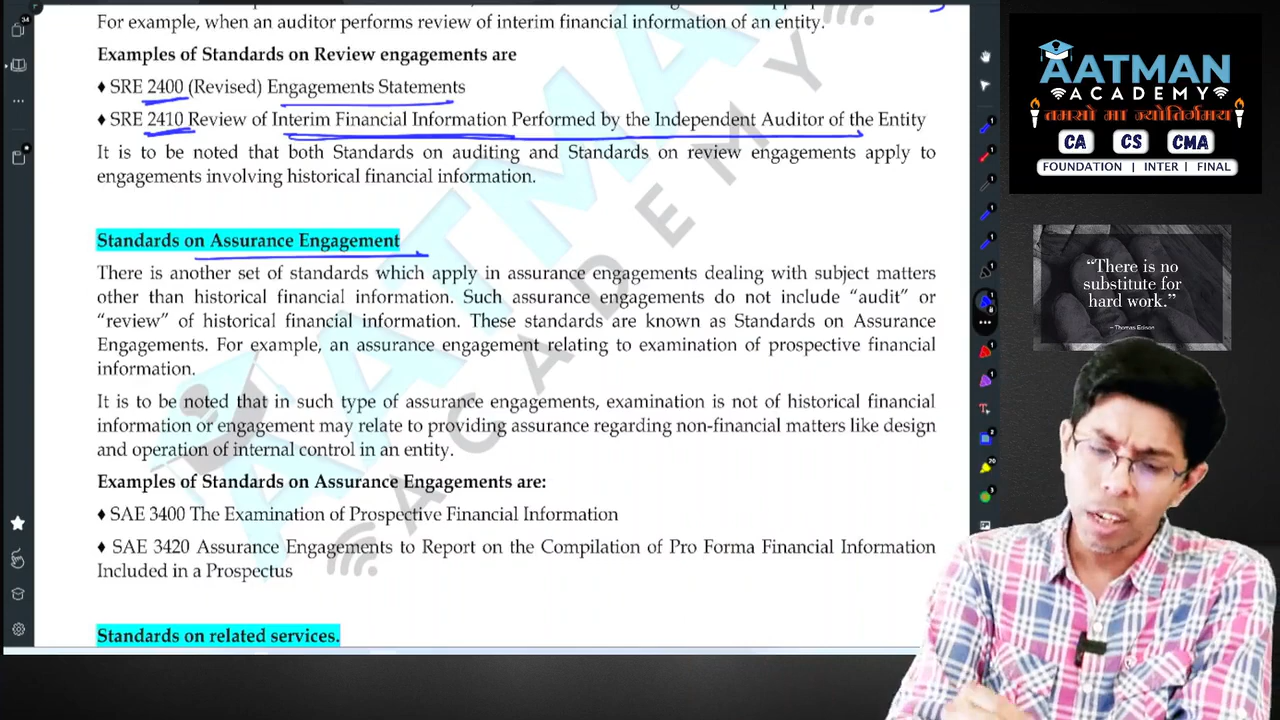 For example, when an auditor performs review of interim financial information of an entity.
Examples of Standards on Review engagements are
♦ SRE 2400 (Revised) Engagements Statements
♦ SRE 2410 Review of Interim Financial Information Performed by the Independent Auditor of the Entity
It is to be noted that both Standards on auditing and Standards on review engagements apply to
engagements involving historical financial information.
Standards on Assurance Engagement
There is another set of standards which apply in assurance engagements dealing with subject matters
other than historical financial information. Such assurance engagements do not include “audit” or
“review” of historical financial information. These standards are known as Standards on Assurance
Engagements. For example, an assurance engagement relating to examination of prospective financial
information.
It is to be noted that in such type of assurance engagements, examination is not of historical financial
information or engagement may relate to providing assurance regarding non-financial matters like design
and operation of internal control in an entity.
Examples of Standards on Assurance Engagements are:
♦ SAE 3400 The Examination of Prospective Financial Information
♦ SAE 3420 Assurance Engagements to Report on the Compilation of Pro Forma Financial Information
Included in a Prospectus
Standards on related services.
AATMAN
ACADEMY
तमसो मा ज्योतिर्गमय
CA CS CMA
FOUNDATION | INTER | FINAL
“There is no
substitute for
hard work.”
– Thomas Edison